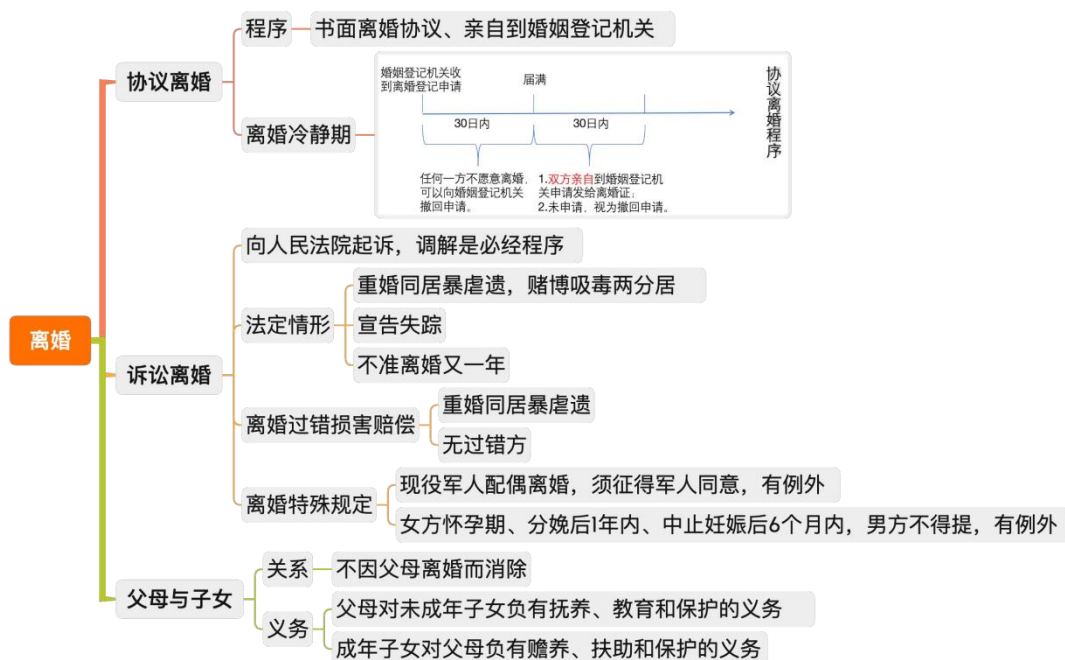 离婚
协议离婚
程序
书面离婚协议、亲自到婚姻登记机关
离婚冷静期
婚姻登记机关收
到离婚登记申请
届满
30日内
30日内
任何一方不愿意离婚,
可以向婚姻登记机关
撤回申请。
1.双方亲自到婚姻登记机
关申请发给离婚证;
2.未申请,视为撤回申请。
协议离婚程序
诉讼离婚
向人民法院起诉,调解是必经程序
法定情形
重婚同居暴虐遗,赌博吸毒两分居
宣告失踪
不准离婚又一年
离婚过错损害赔偿
重婚同居暴虐遗
无过错方
离婚特殊规定
现役军人配偶离婚,须征得军人同意,有例外
女方怀孕期、分娩后1年内、中止妊娠后6个月内,男方不得提,有例外
父母与子女
关系
不因父母离婚而消除
义务
父母对未成年子女负有抚养、教育和保护的义务
成年子女对父母负有赡养、扶助和保护的义务